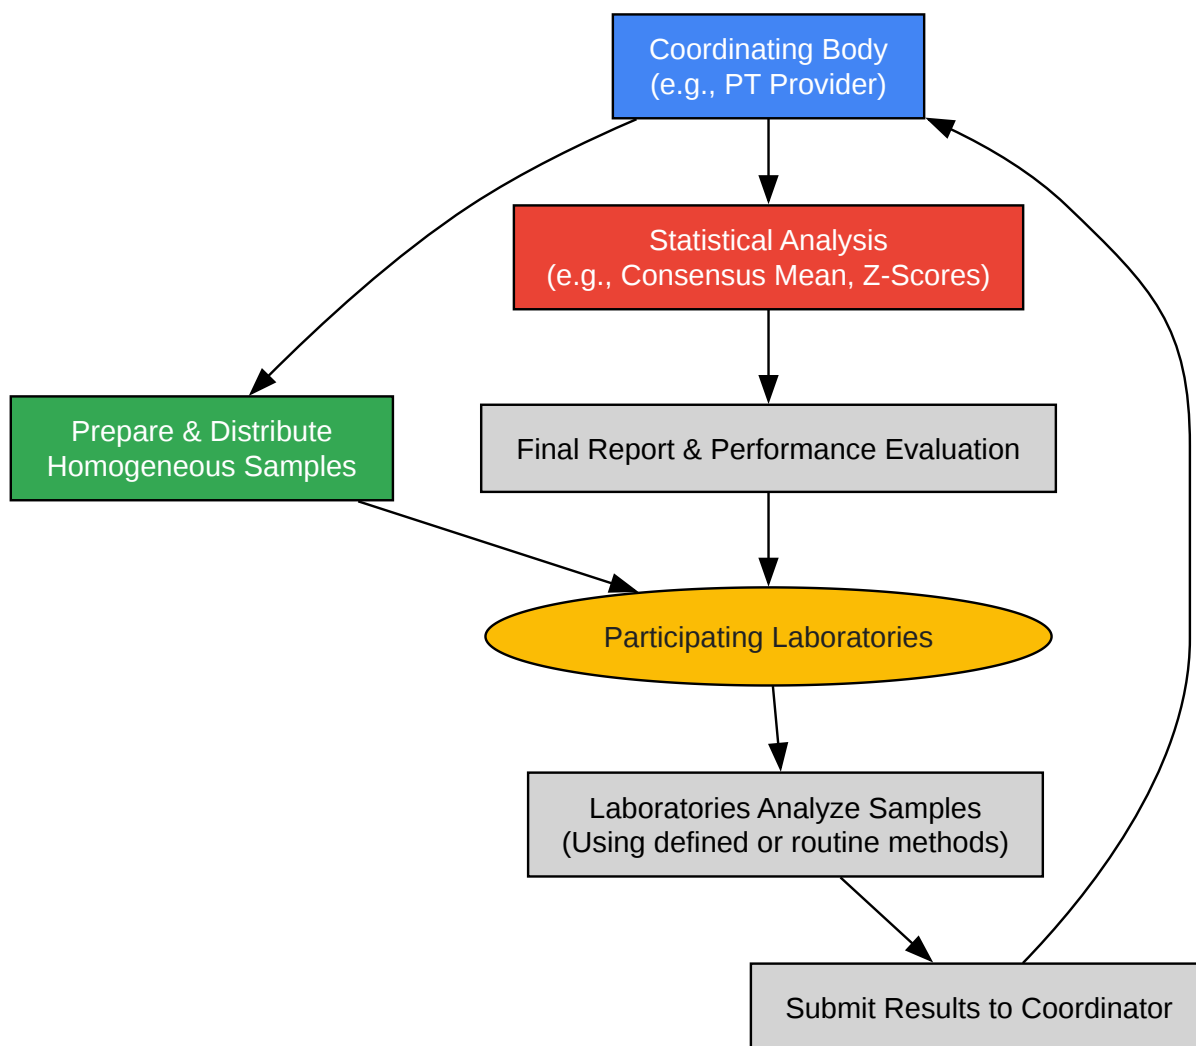 Coordinating Body
(e.g., PT Provider)
Statistical Analysis
(e.g., Consensus Mean, Z-Scores)
Prepare & Distribute
Homogeneous Samples
Final Report & Performance Evaluation
Participating Laboratories
Laboratories Analyze Samples
(Using defined or routine methods)
Submit Results to Coordinator